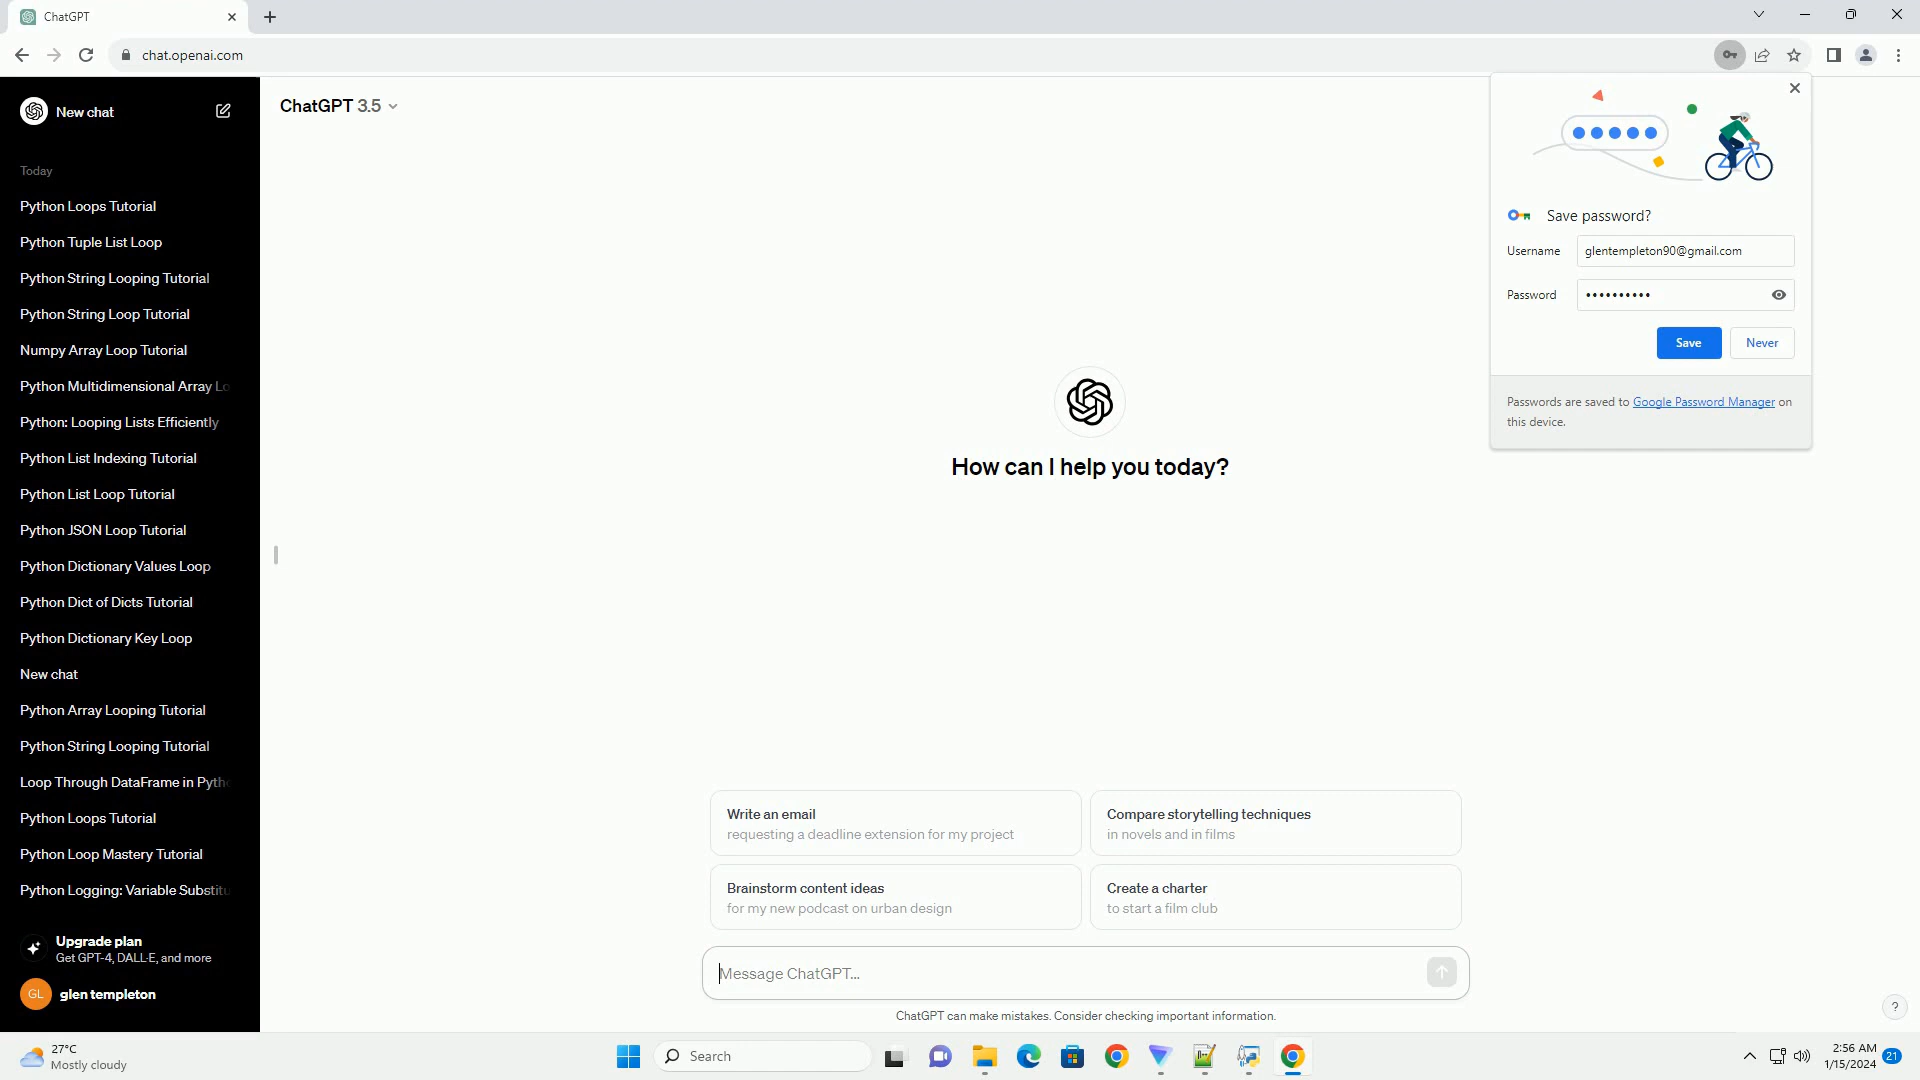 ChatGPT
chat.openai.com
New chat
ChatGPT 3.5
Today
Python Loops Tutorial
Python Tuple List Loop
Python String Looping Tutorial
Python String Loop Tutorial
Numpy Array Loop Tutorial
Python Multidimensional Array Lo
Python: Looping Lists Efficiently
Python List Indexing Tutorial
Python List Loop Tutorial
Python JSON Loop Tutorial
Python Dictionary Values Loop
Python Dict of Dicts Tutorial
Python Dictionary Key Loop
New chat
Python Array Looping Tutorial
Python String Looping Tutorial
Loop Through DataFrame in Pytho
Python Loops Tutorial
Python Loop Mastery Tutorial
Python Logging: Variable Substitu
Upgrade plan
Get GPT-4, DALL·E, and more
GL
glen templeton
Save password?
Username
glentempleton90@gmail.com
Password
Save
Never
Passwords are saved to Google Password Manager on
this device.
How can I help you today?
Write an email
requesting a deadline extension for my project
Compare storytelling techniques
in novels and in films
Brainstorm content ideas
for my new podcast on urban design
Create a charter
to start a film club
Message ChatGPT...
ChatGPT can make mistakes. Consider checking important information.
?
27°C
Mostly cloudy
Search
2:56 AM
1/15/2024
21